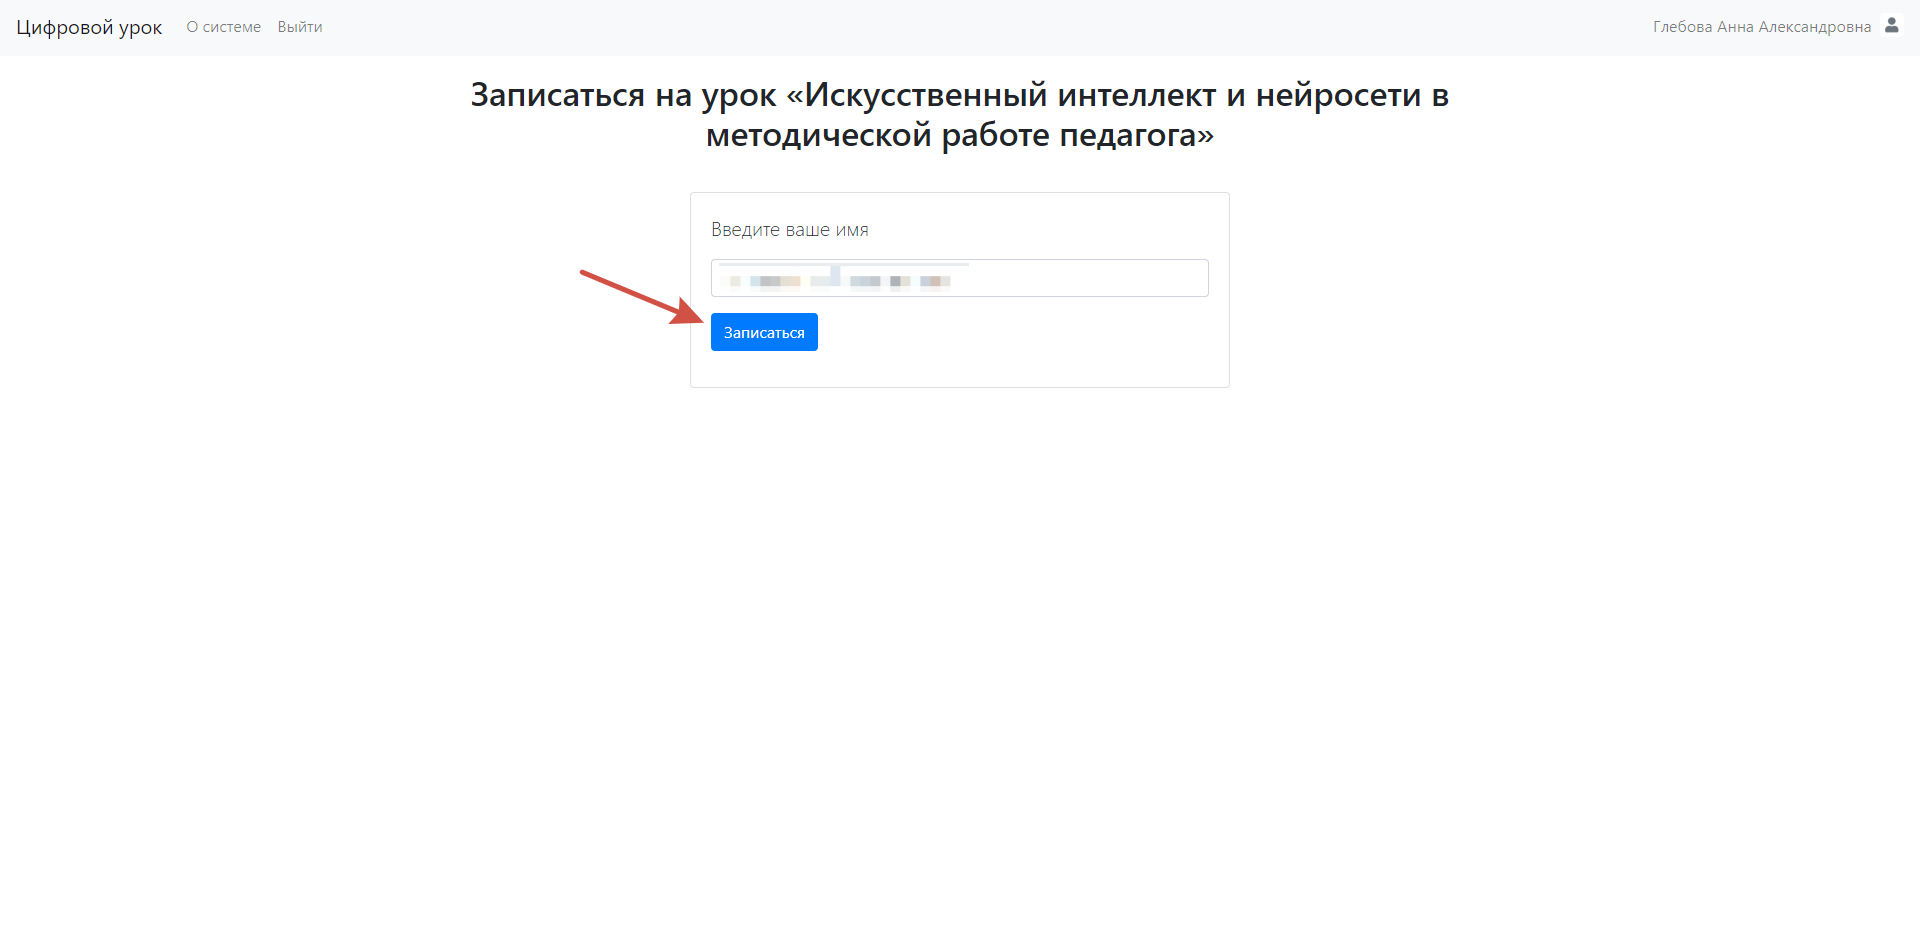 Цифровой урок О системе Выйти Глебова Анна Александровна
Записаться на урок «Искусственный интеллект и нейросети в
методической работе педагога»
Введите ваше имя
Записаться